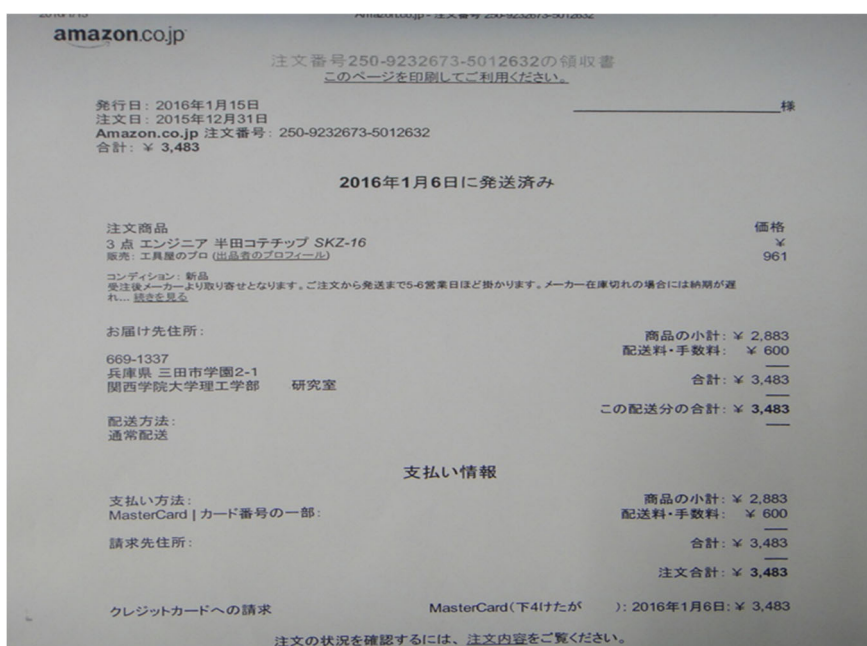 amazon.co.jp
注文番号250-9232673-5012632の領収書
このページを印刷してご利用ください。
発行日: 2016年1月15日
様
注文日: 2015年12月31日
Amazon.co.jp 注文番号: 250-9232673-5012632
合計: ¥ 3,483
2016年1月6日に発送済み
注文商品 価格
3 点 エンジニア 半田コテチップ SKZ-16 ¥
販売: 工具屋のプロ (出品者のプロフィール) 961
コンディション: 新品
受注後メーカーより取り寄せとなります。ご注文から発送まで5-6営業日ほど掛かります。メーカー在庫切れの場合には納期が遅
れ... 続きを見る
お届け先住所:
669-1337
兵庫県 三田市学園2-1
関西学院大学理工学部 研究室
商品の小計: ¥ 2,883
配送料・手数料: ¥ 600
合計: ¥ 3,483
この配送分の合計: ¥ 3,483
配送方法:
通常配送
支払い情報
支払い方法:
MasterCard | カード番号の一部:
請求先住所:
商品の小計: ¥ 2,883
配送料・手数料: ¥ 600
合計: ¥ 3,483
注文合計: ¥ 3,483
クレジットカードへの請求 MasterCard(下4けたが ): 2016年1月6日: ¥ 3,483
注文の状況を確認するには、注文内容をご覧ください。